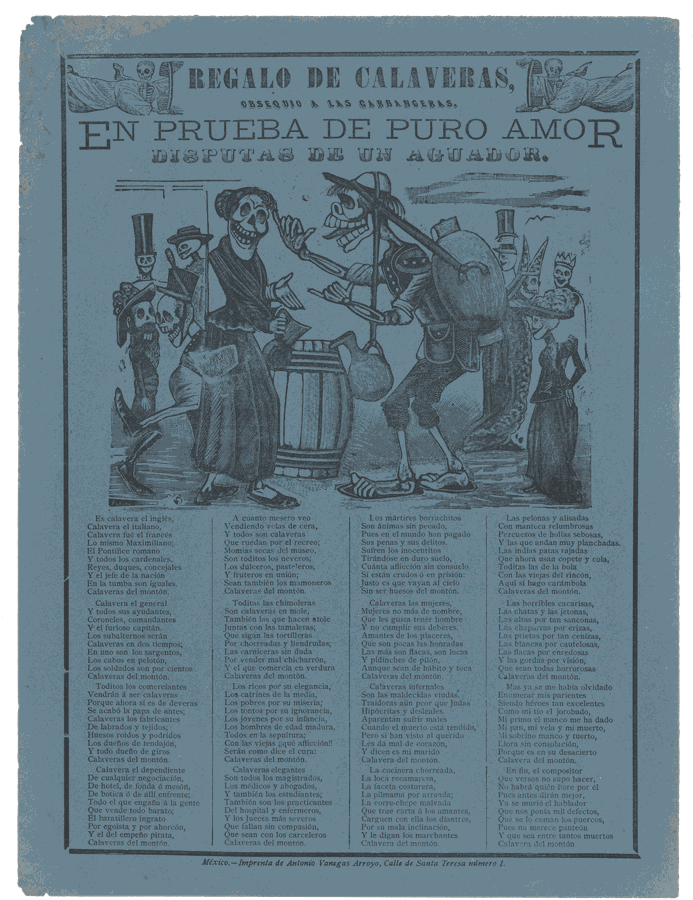 REGALO DE CALAVERAS,
OBSEQUIO A LAS GARBANCERAS,
EN PRUEBA DE PURO AMOR
DISPUTAS DE UN AGUADOR.
Es calavera el inglés,
Calavera el italiano,
Calavera fué el francés
Lo mismo Maximiliano;
El Pontífice romano
Y todos los cardenales,
Reyes, duques, concejales
Y el jefe de la nación
En la tumba son iguales
Calaveras del montón.
Calavera el general
Y todos sus ayudantes,
Coroneles, comandantes
Y el furioso capitán.
Los subalternos serán
Calaveras en dos tiempos;
En uno los sargentos,
Los cabos en pelotón,
Los soldados son por cientos
Calaveras del montón.
Toditos los comerciantes
Vendrán á ser calaveras
Porque ahora sí es de deveras
Se acabó la papa de antes;
Calaveras los fabricantes
De labrados y tejidos;
Huesos roídos y podridos
Los dueños de tendajón,
Y todo dueño de giros
Calaveras del montón.
Calavera el dependiente
De cualquier negociación,
De hotel, de fonda ó mesón,
De botica ó de allí enfrente;
Todo el que engaña á la gente
Que vende todo barato;
El baratillero ingrato
Por egoista y por ahorcón,
Y el del empeño pirata,
Calaveras del montón.
A cuanto mesero veo
Vendiendo velas de cera,
Y todos son calaveras
Que ruedan por el recreo;
Momias secas del museo.
Son toditos los neveros;
Los dulceros, pasteleros,
Y fruteros en unión;
Sean también los mamoneros
Calaveras del montón.
Toditas las chimoleras
Son calaveras en mole,
También los que hacen atole
Juntas con las tamaleras;
Que sigan las tortilleras
Por chorreadas y liendrudas;
Las carniceras sin duda
Por vender mal chicharrón,
Y el que comercia en verdura
Calaveras del montón.
Los ricos por su elegancia,
Los catrines de la media,
Los pobres por su miseria;
Los tontos por su ignorancia,
Los jóvenes por su infancia,
Los hombres de edad madura,
Todos en la sepultura;
Con las viejas ¡qué aflicción!
Serán como dice el cura:
Calaveras del montón.
Calaveras elegantes
Son todos los magistrados,
Los médicos y abogados,
Y también los estudiantes;
También son los practicantes
Del hospital y enfermeros,
Y los jueces más severos
Que fallan sin compasión,
Que sean con los carceleros
Calaveras del montón.
Los mártires borrachitos
Son ánimas sin pecado,
Pues en el mundo han pagado
Sus penas y sus delitos.
Sufren los inocentitos
Tirándose en duro suelo,
Cuánta aflicción sin consuelo
Si están crudos ó en prisión:
Justo es que vayan al cielo
Sin ser huesos del montón.
Calaveras las mujeres,
Mujeres no más de nombre,
Que les gusta tener hombre
Y no cumplir sus deberes.
Amantes de los placeres,
Que son pocas las honradas
Las más son flacas, son locas
Y pidinches de pilón,
Aunque sean de hábito y toca
Calaveras del montón.
Calaveras infernales
Son las maldecidas viudas,
Traidoras aún peor que Judas
Hipócritas y desleales.
Aparentan sufrir males
Cuando el muerto está tendido,
Pero si han visto al querido
Les da mal de corazón,
Y dicen es mi marido
Calavera del montón.
La cocinera chorreada,
La loca recamarera,
La faceta costurera,
La pilmama por arreada;
La corre-chepe malvada
Que trae carta á los amantes,
Carguen con ella los diantres,
Por su mala inclinación,
Y le digan los marchantes
Calavera del montón.
Las pelonas y alisadas
Con manteca relumbrosas
Pezcuezos de hollas sebosas,
Y las que andan muy planchadas.
Las indias patas rajadas
Que ahora usan copete y cola,
Toditas las de la bola
Con las viejas del rincón,
Aquí sí hago carambola
Calaveras del montón.
Las horribles cacarisas,
Las chatas y las jetonas,
Las altas por tan sanconas,
Las chaparras por erizas,
Las prietas por tan cenizas,
Las blancas por cautelosas,
Las flacas por enredosas
Y las gordas por visión,
Que sean todas horrorosas
Calaveras del montón.
Mas ya se me había olvidado
Enumerar mis parientes
Siendo héroes tan excelentes
Como mi tío el jorobado,
Mi primo el manco me ha dado
Mi pan, mi vela y mi muerto,
Mi sobrino manco y tuerto,
Llora sin consolación,
Porque es en su desacierto
Calavera del montón.
En fin, el compositor
Que versos no supo hacer,
No habrá quién llore por él
Pues antes dirán mejor,
Ya se murió el hablador
Que nos ponía mil defectos,
Que se lo coman los puercos,
Pues no merece panteón
Y que sea entre tantos muertos
Calavera del montón
México.—Imprenta de Antonio Vanegas Arroyo, Calle de Santa Teresa número 1.